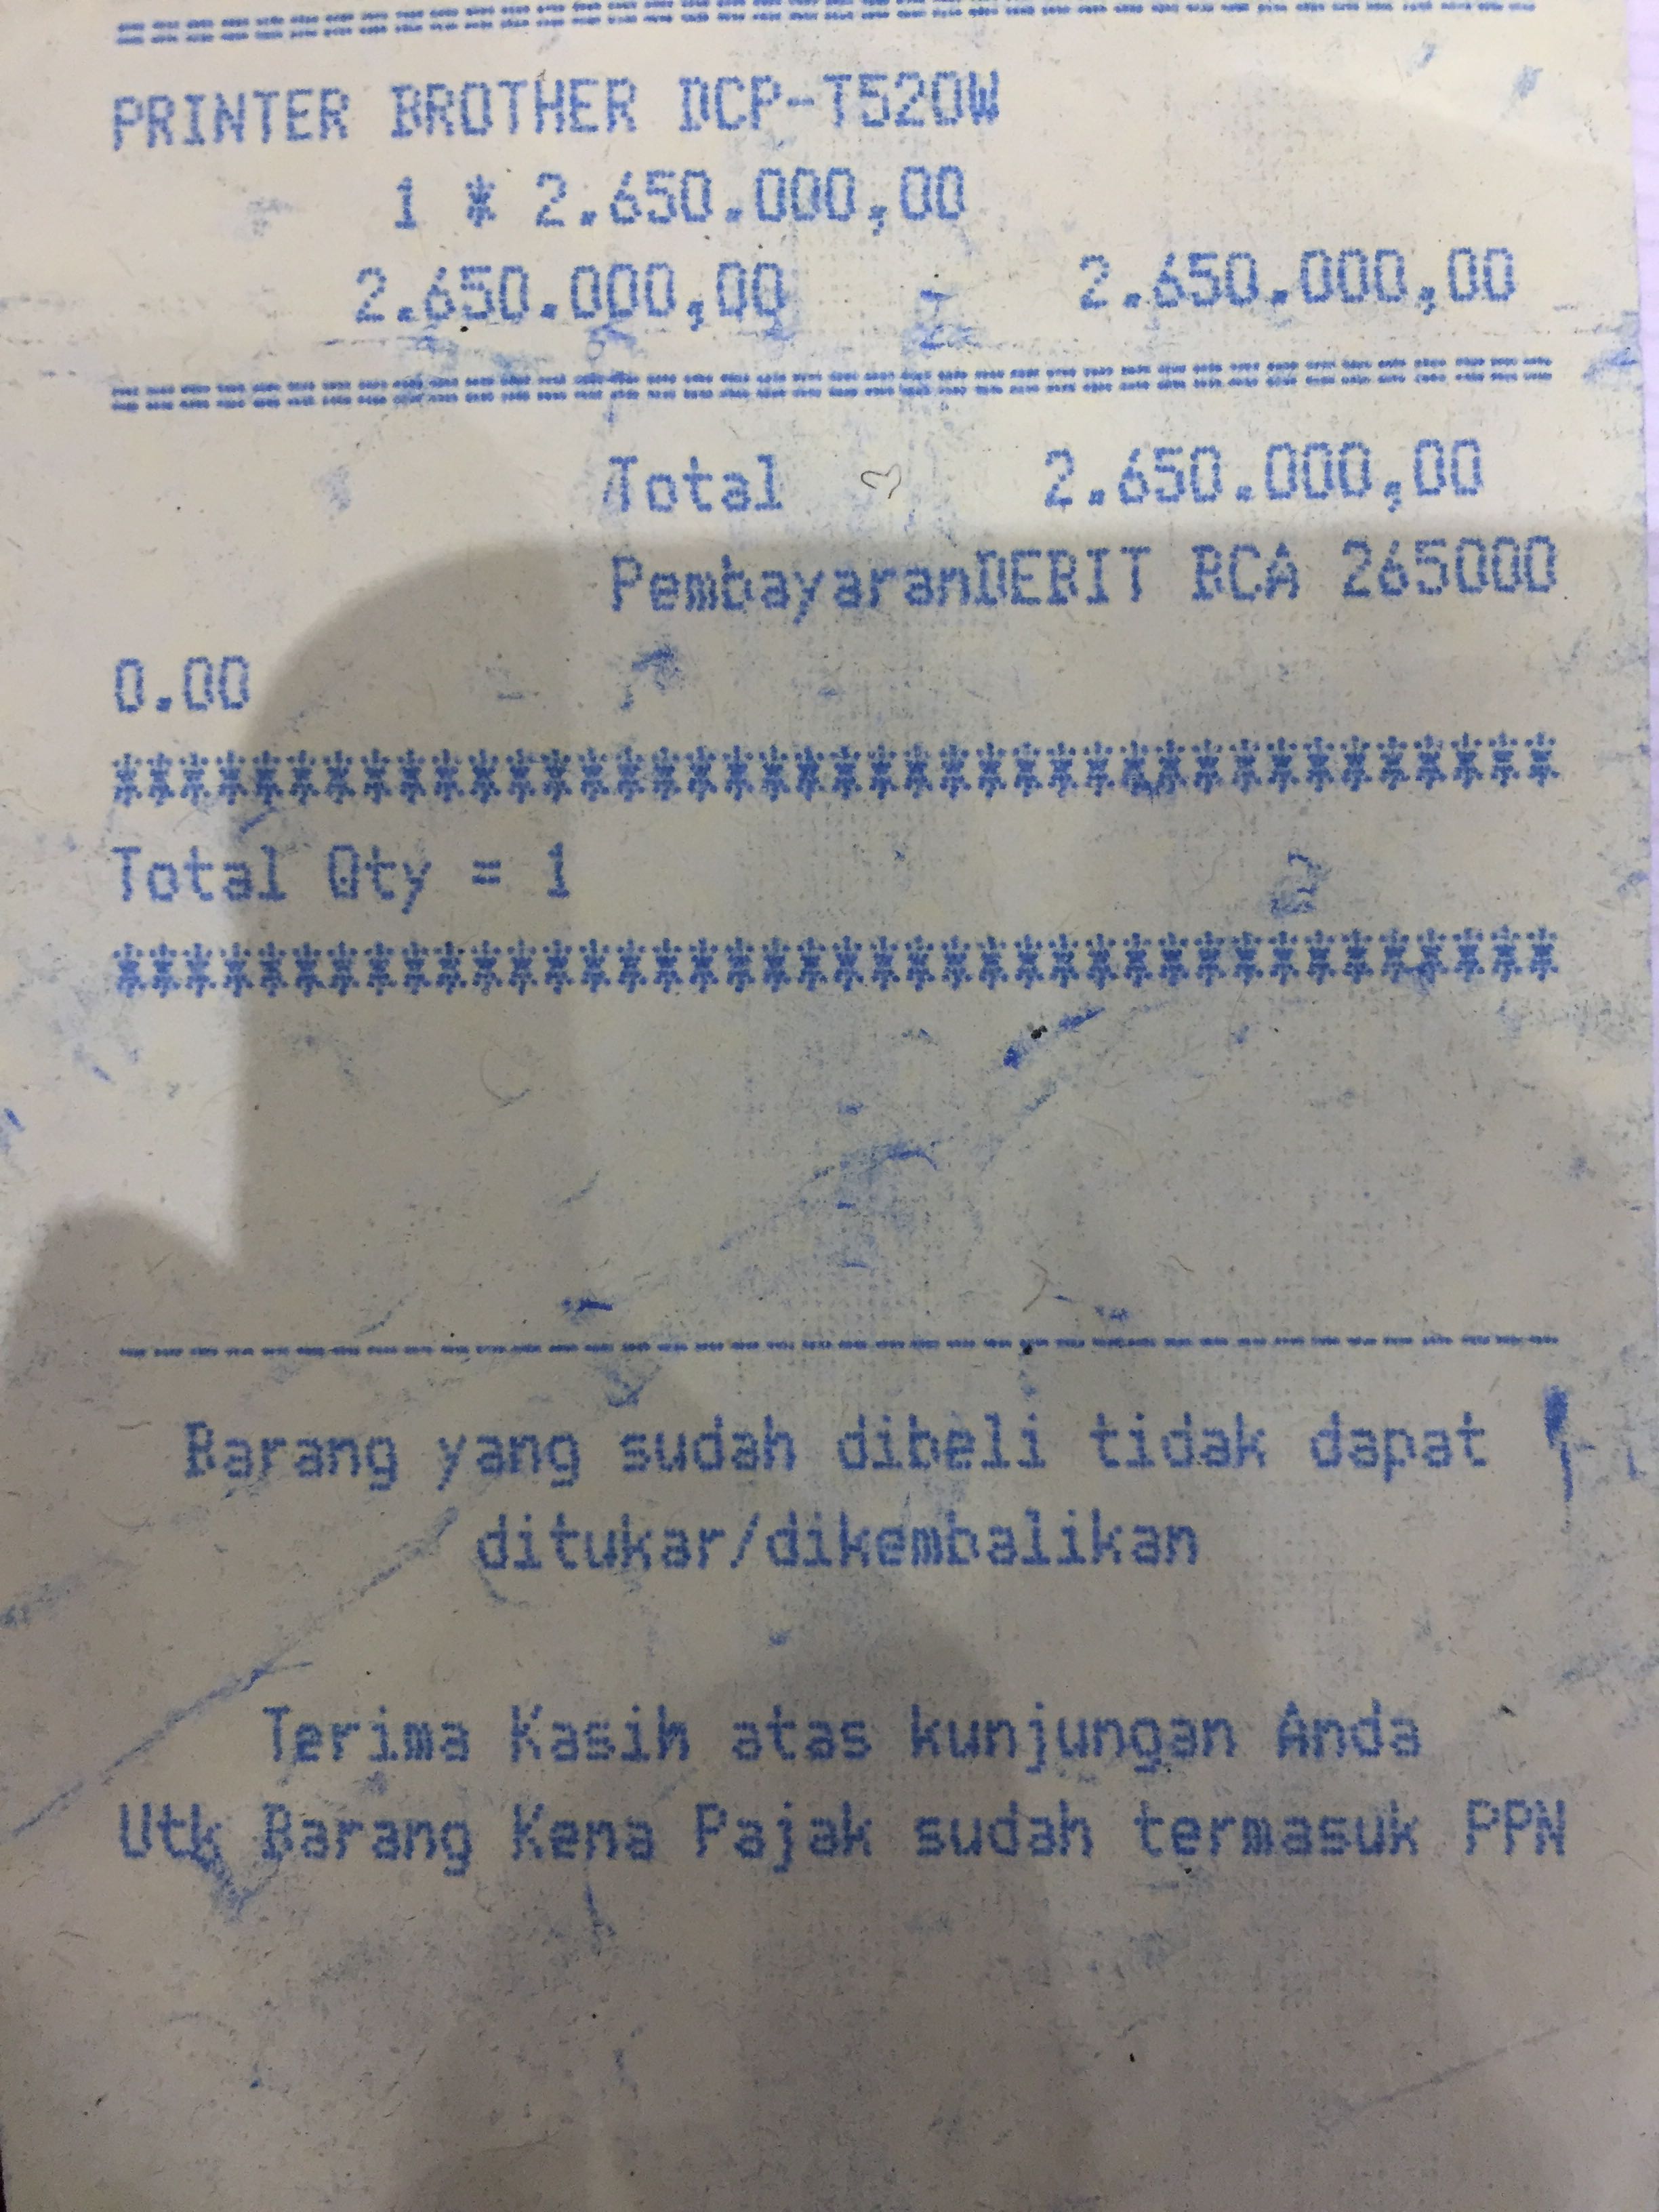 PRINTER BROTHER DCP-T520W
1 * 2.650.000,00
2.650.000,00 2.650.000,00
Total 2.650.000,00
PembayaranDEBIT BCA 265000
0.00
****************************************
Total Qty = 1
****************************************
Barang yang sudah dibeli tidak dapat
ditukar/dikembalikan
Terima Kasih atas kunjungan Anda
Utk Barang Kena Pajak sudah termasuk PPN